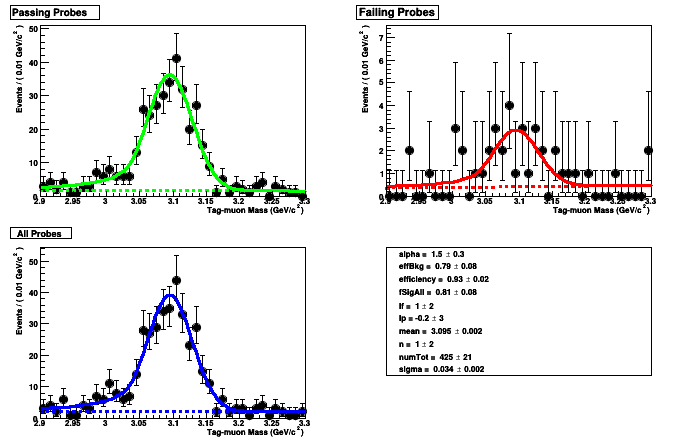 Passing Probes
Events / ( 0.01 GeV/c² )
50
40
30
20
10
0
2.9 2.95 3 3.05 3.1 3.15 3.2 3.25 3.3
Tag-muon Mass (GeV/c²)
Failing Probes
Events / ( 0.01 GeV/c² )
7
6
5
4
3
2
1
0
2.9 3 3.05 3.1 3.15 3.2 3.25 3.3
Tag-muon Mass (GeV/c²)
All Probes
Events / ( 0.01 GeV/c² )
50
40
30
20
10
0
2.9 2.95 3 3.05 3.1 3.15 3.2 3.25 3.3
Tag-muon Mass (GeV/c²)
alpha = 1.5 ± 0.3
effBkg = 0.79 ± 0.08
efficiency = 0.93 ± 0.02
fSigAll = 0.81 ± 0.08
lf = 1 ± 2
lp = -0.2 ± 3
mean = 3.095 ± 0.002
n = 1 ± 2
numTot = 425 ± 21
sigma = 0.034 ± 0.002